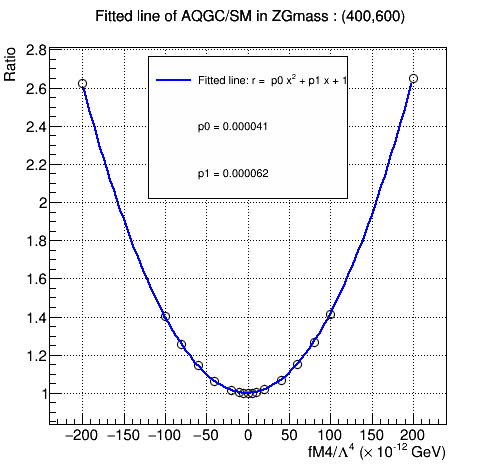 Fitted line of AQGC/SM in ZGmass : (400,600)
Ratio
2.8
2.6
2.4
2.2
2
1.8
1.6
1.4
1.2
1
Fitted line: r = p0 x² + p1 x + 1
p0 = 0.000041
p1 = 0.000062
−200 −150 −100 −50 0 50 100 150 200
fM4/Λ⁴ (× 10⁻¹² GeV)